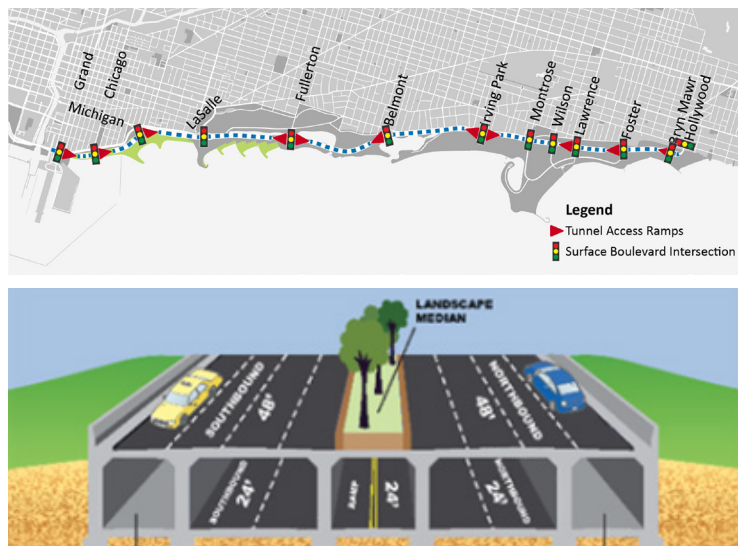 Grand
Chicago
Michigan
LaSalle
Fullerton
Belmont
Irving Park
Montrose
Wilson
Lawrence
Foster
Bryn Mawr
Hollywood
Legend
Tunnel Access Ramps
Surface Boulevard Intersection
LANDSCAPE
MEDIAN
SOUTHBOUND
48'
NORTHBOUND
48'
SOUTHBOUND
24'
RAMP
24'
NORTHBOUND
24'